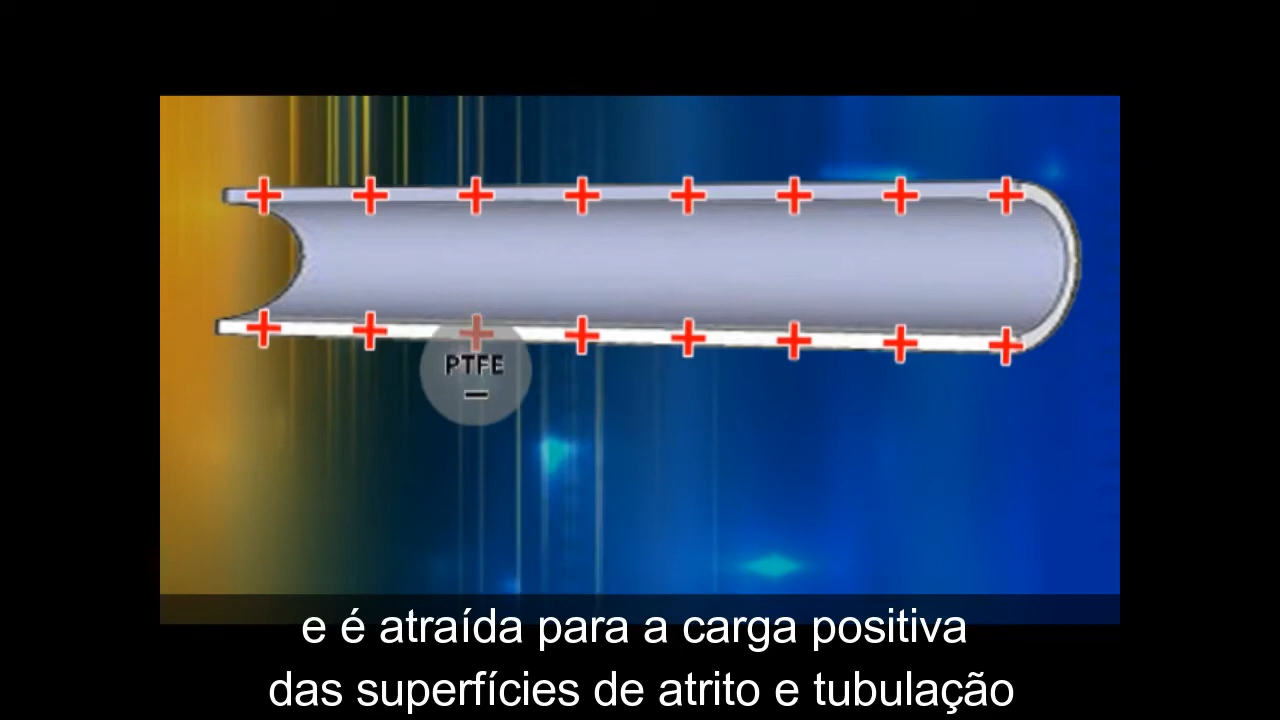 + + + + + + + +
+ + + + + + + +
PTFE
–
e é atraída para a carga positiva
das superfícies de atrito e tubulação